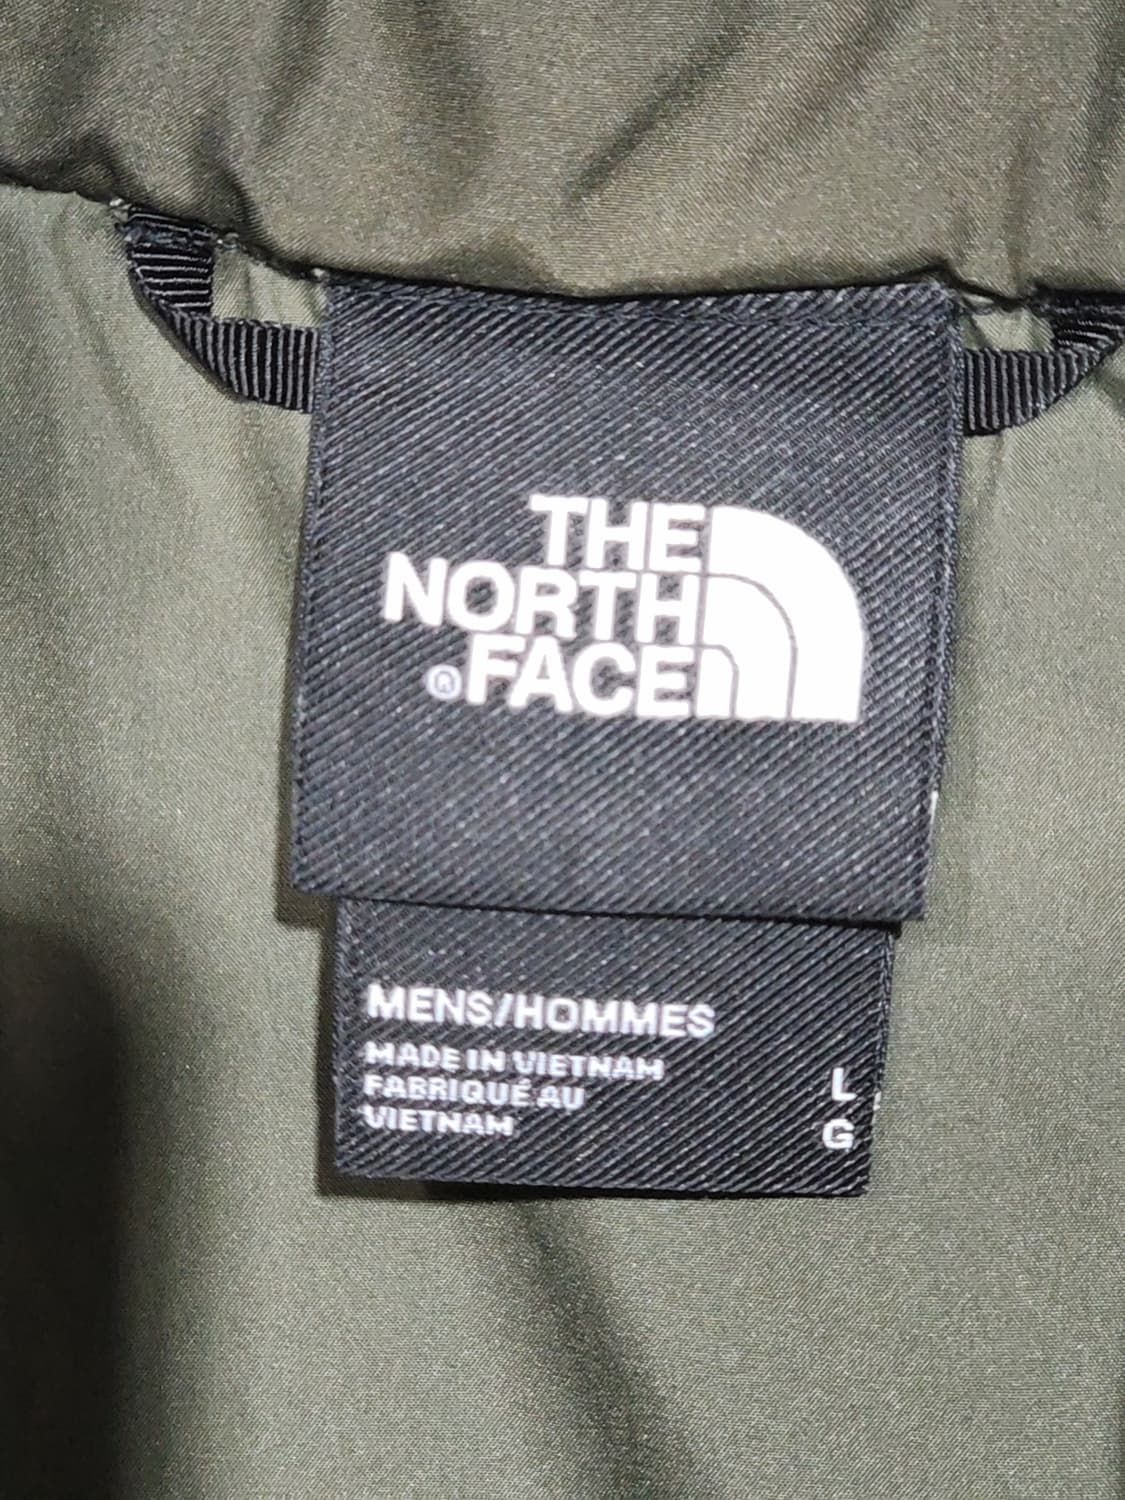 THE
NORTH
®FACE
MENS/HOMMES
MADE IN VIETNAM
FABRIQUÉ AU
VIETNAM
L
G